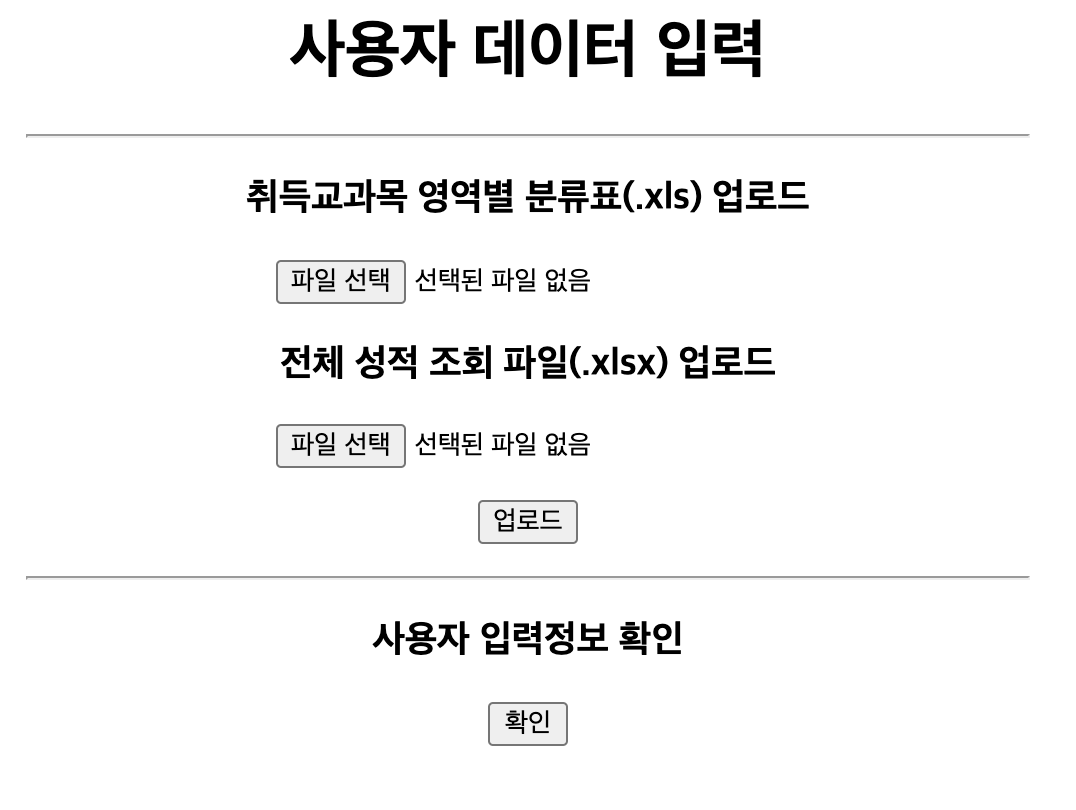 사용자 데이터 입력
취득교과목 영역별 분류표(.xls) 업로드
파일 선택 선택된 파일 없음
전체 성적 조회 파일(.xlsx) 업로드
파일 선택 선택된 파일 없음
업로드
사용자 입력정보 확인
확인